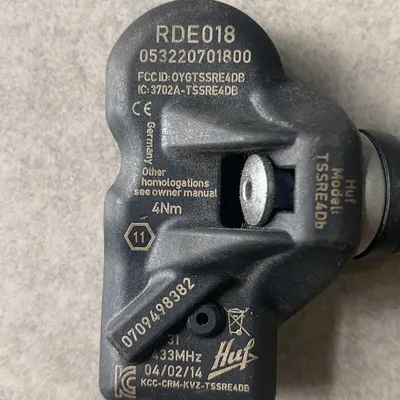 RDE018
053220701800
FCC ID: OYGTSSRE4DB
IC: 3702A-TSSRE4DB
CE
Germany
Other
homologations
see owner manual
4Nm
11
0709498382
433MHz
04/02/14
KCC-CRM-KVZ-TSSRE4DB
Huf
Huf
Model:
TSSRE4Db